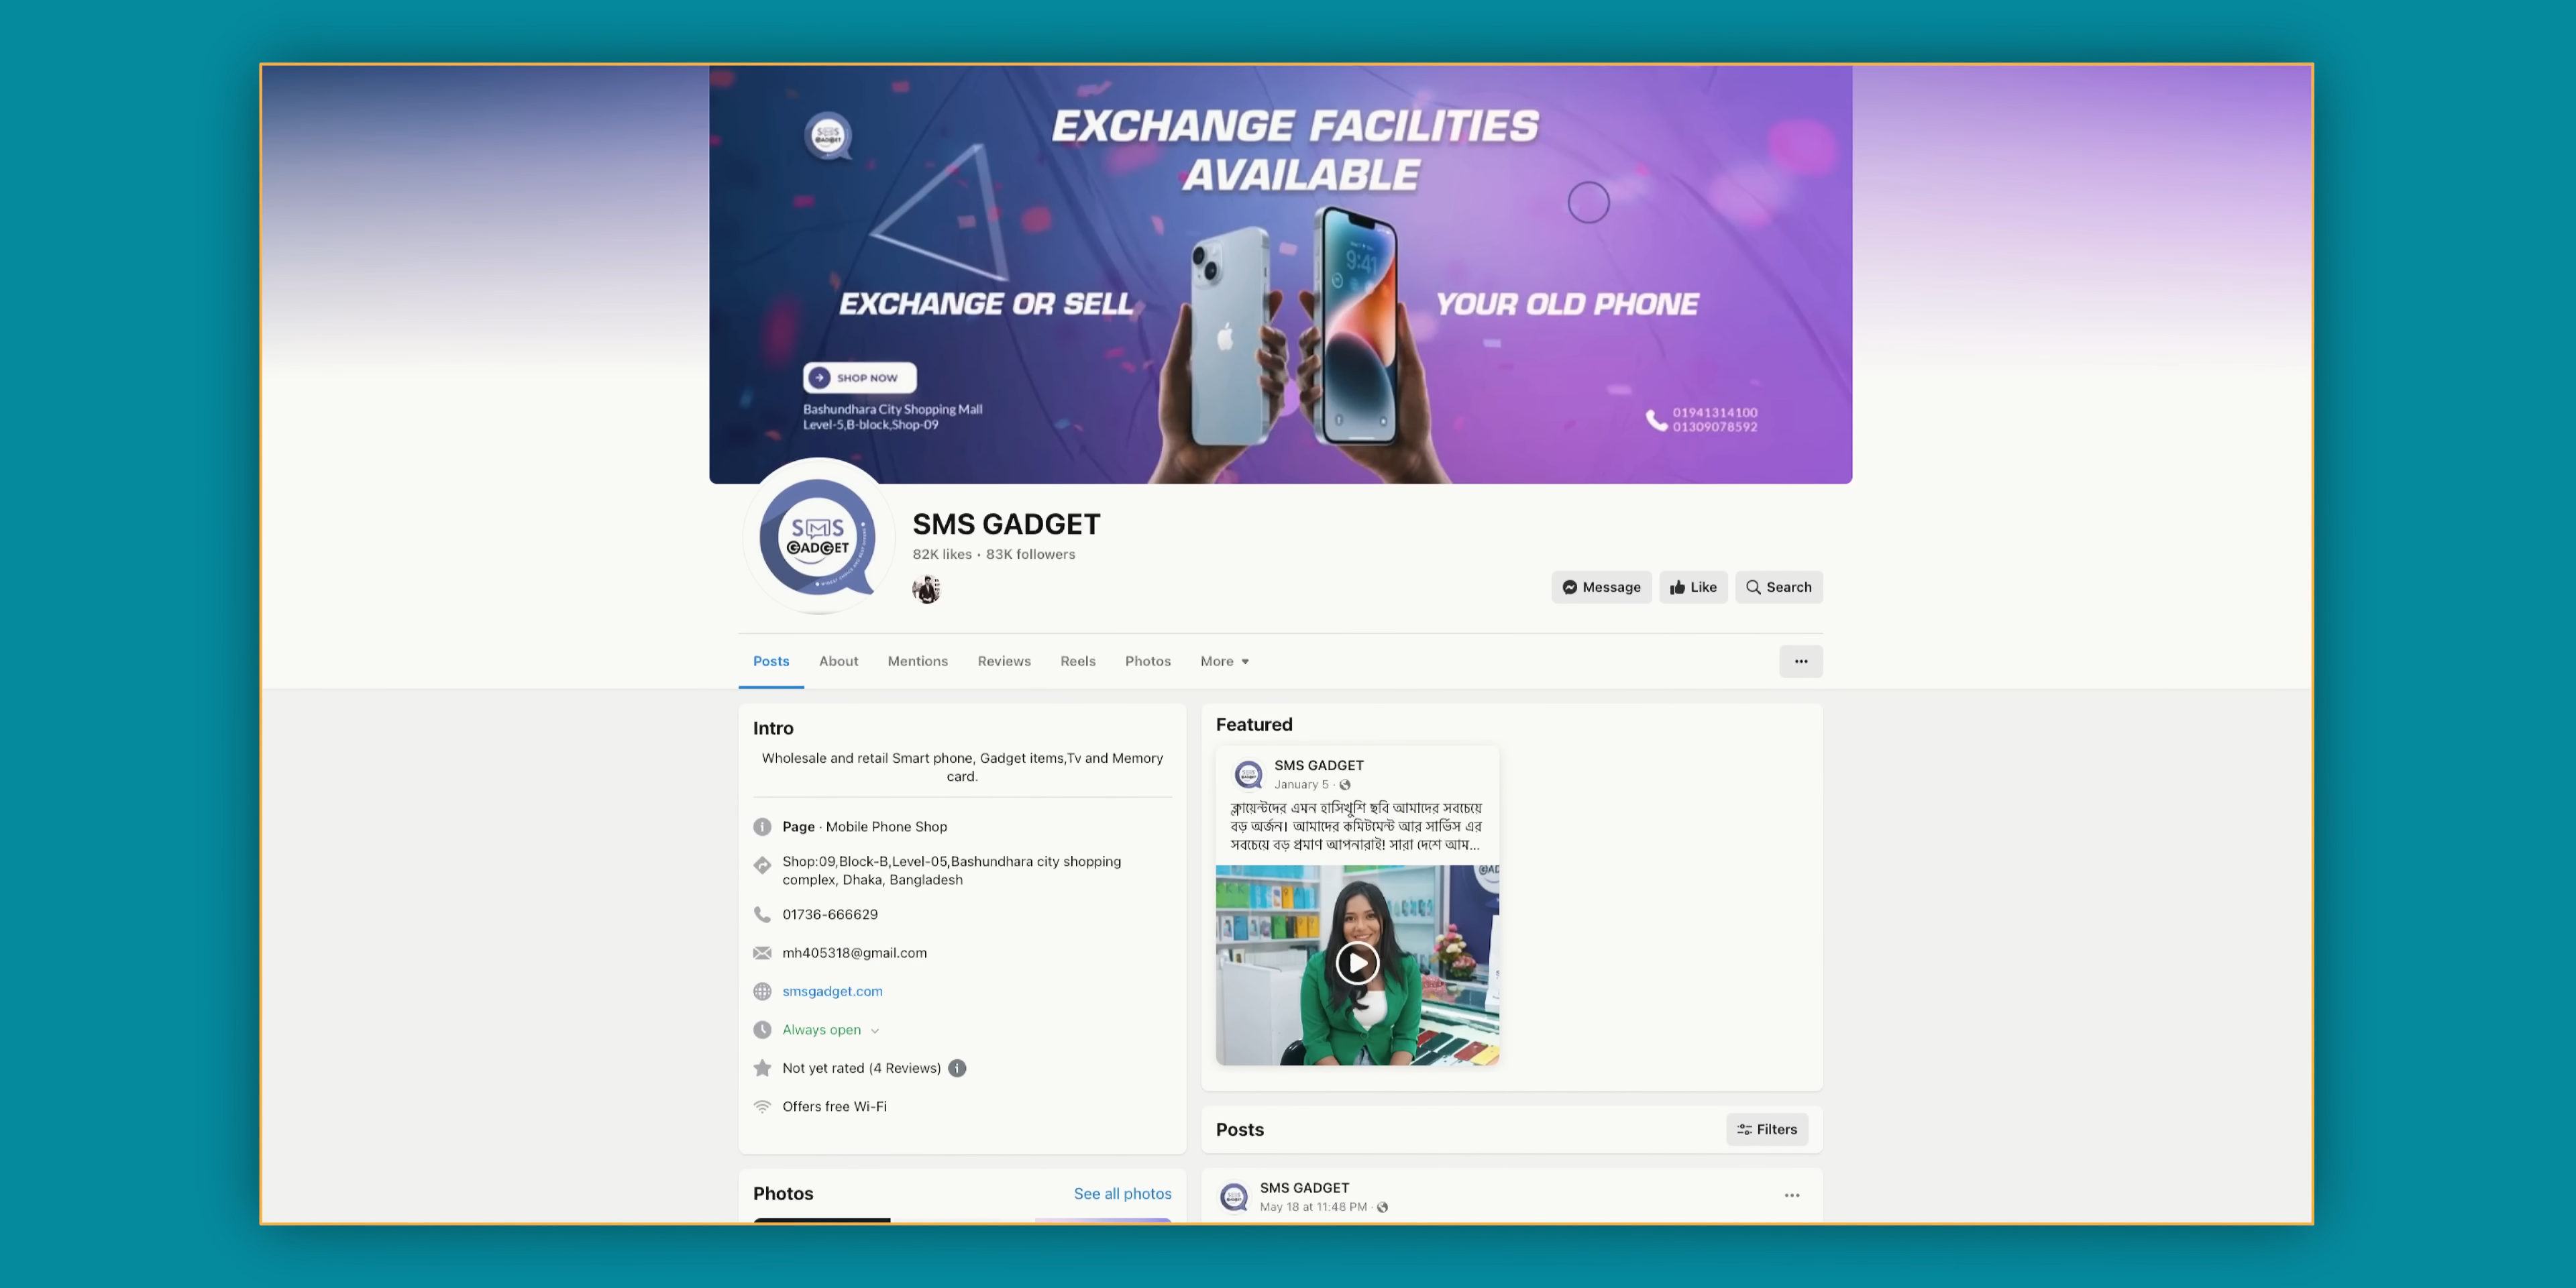 EXCHANGE FACILITIES
AVAILABLE
SMS
GADGET
EXCHANGE OR SELL
YOUR OLD PHONE
9:41
SHOP NOW
Bashundhara City Shopping Mall
Level-5,B-block,Shop-09
01941314100
01309078592
SMS
GADGET
SMS GADGET
82K likes · 83K followers
Message
Like
Search
Posts
About
Mentions
Reviews
Reels
Photos
More
Intro
Wholesale and retail Smart phone, Gadget items,Tv and Memory
card.
Page · Mobile Phone Shop
Shop:09,Block-B,Level-05,Bashundhara city shopping
complex, Dhaka, Bangladesh
01736-666629
mh405318@gmail.com
smsgadget.com
Always open
Not yet rated (4 Reviews)
Offers free Wi-Fi
Photos
See all photos
Featured
SMS GADGET
January 5 ·
ক্লায়েন্টদের এমন হাসিখুশি ছবি আমাদের সবচেয়ে
বড় অর্জন। আমাদের কমিটমেন্ট আর সার্ভিস এর
সবচেয়ে বড় প্রমাণ আপনারাই! সারা দেশে আম...
Posts
Filters
SMS GADGET
May 18 at 11:48 PM ·